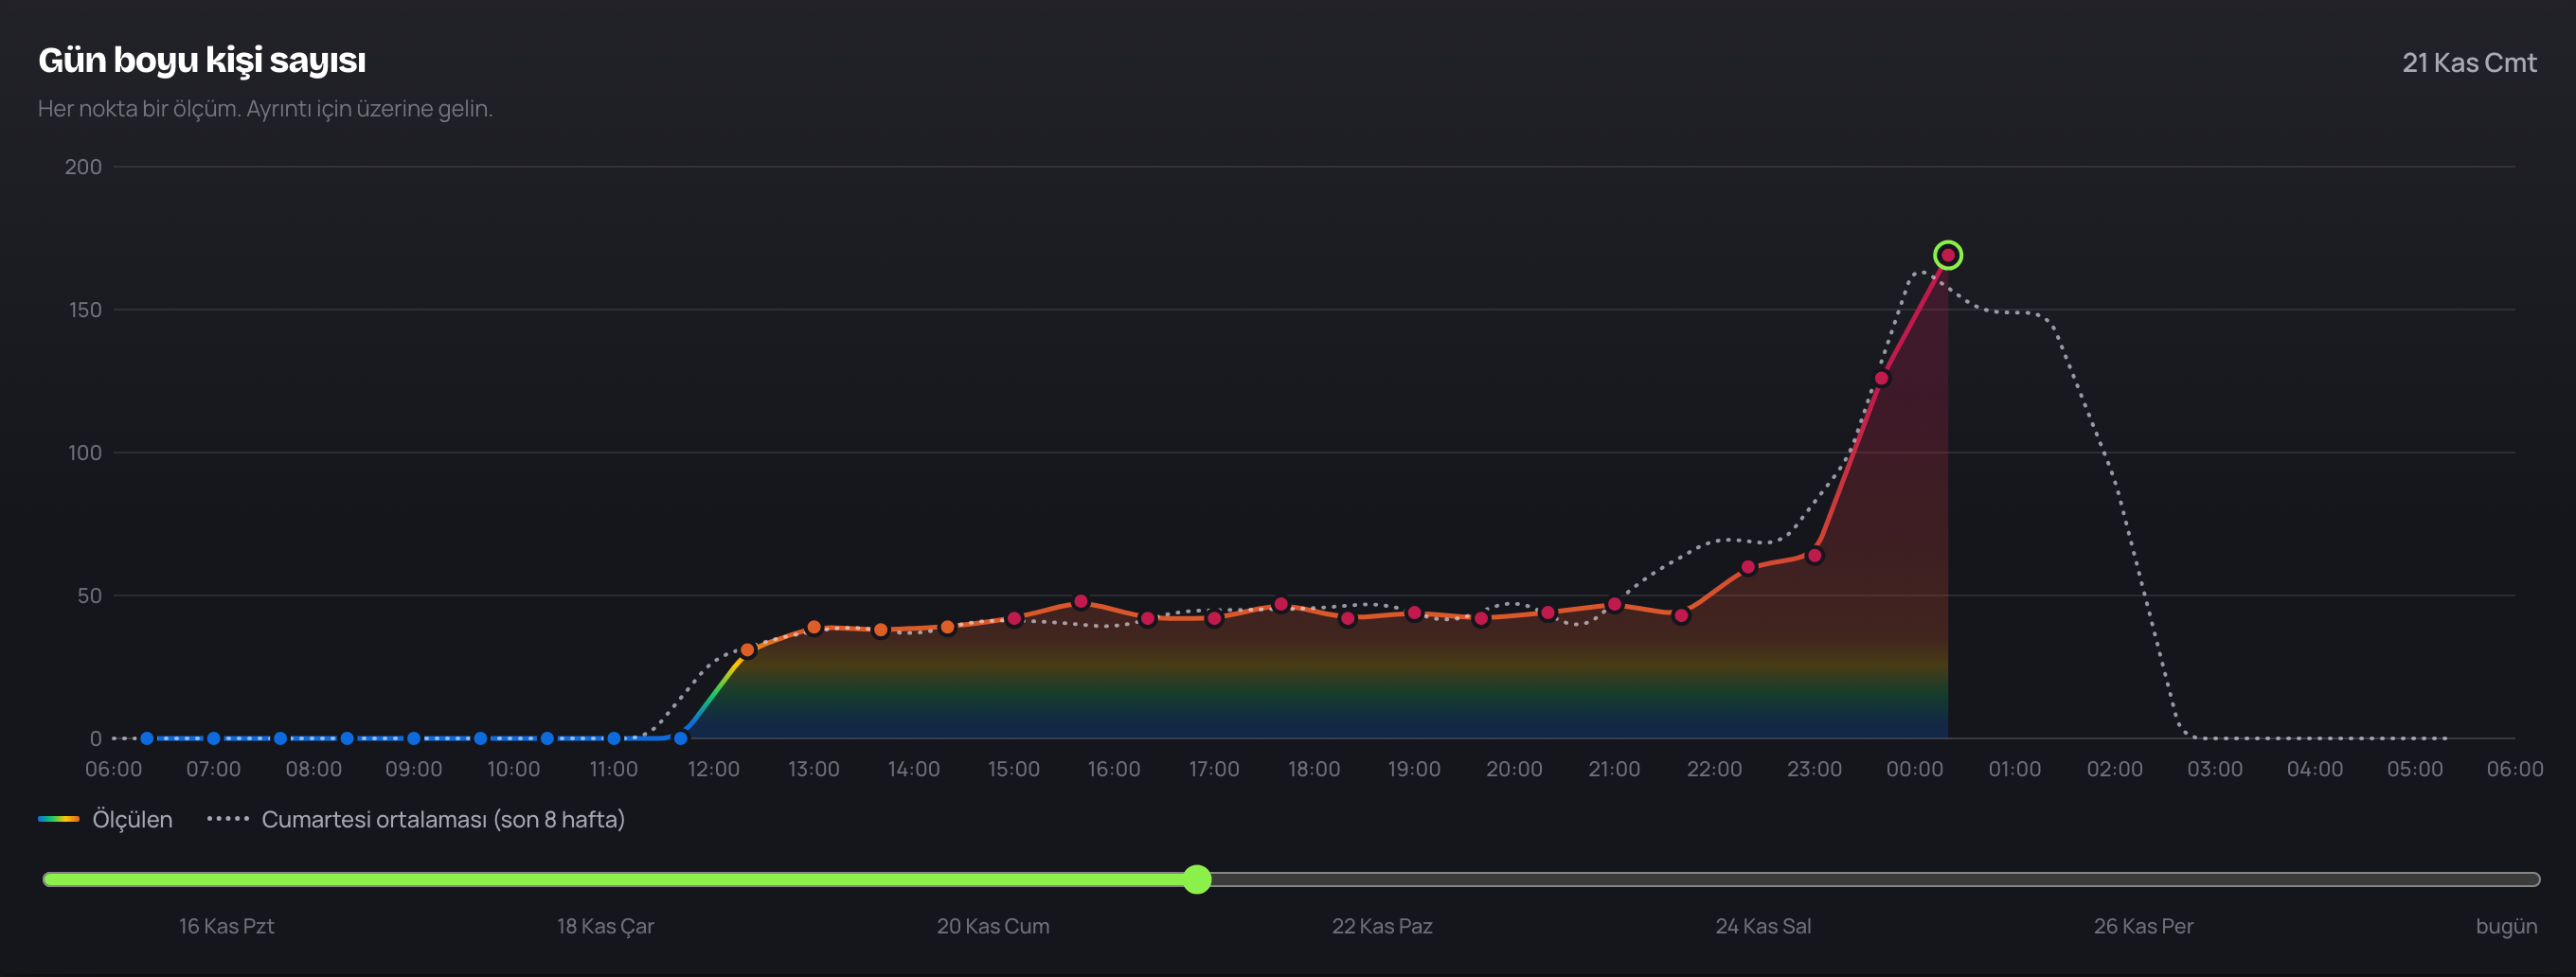 Gün boyu kişi sayısı
21 Kas Cmt
Her nokta bir ölçüm. Ayrıntı için üzerine gelin.
200
150
100
50
0
06:00 07:00 08:00 09:00 10:00 11:00 12:00 13:00 14:00 15:00 16:00 17:00 18:00 19:00 20:00 21:00 22:00 23:00 00:00 01:00 02:00 03:00 04:00 05:00 06:00
Ölçülen Cumartesi ortalaması (son 8 hafta)
16 Kas Pzt 18 Kas Çar 20 Kas Cum 22 Kas Paz 24 Kas Sal 26 Kas Per bugün